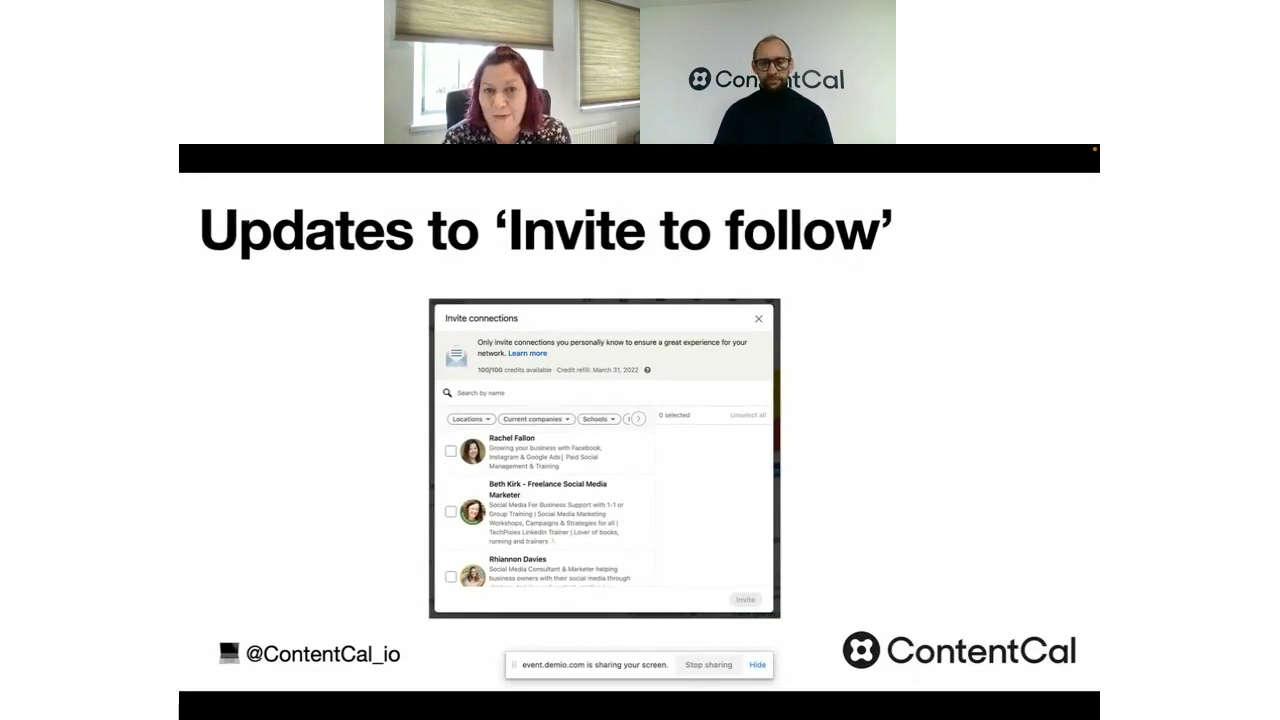 ContentCal
Updates to ‘Invite to follow’
Invite connections
Only invite connections you personally know to ensure a great experience for your
network. Learn more
100/100 credits available · Credit refill: March 31, 2022
Search by name
Locations
Current companies
Schools
0 selected
Unselect all
Rachel Fallon
Growing your business with Facebook,
Instagram & Google Ads| Paid Social
Management & Training
Beth Kirk - Freelance Social Media
Marketer
Social Media For Business Support with 1-1 or
Group Training | Social Media Marketing
Workshops, Campaigns & Strategies for all |
TechPixies Linkedin Trainer | Lover of books,
running and trainers
Rhiannon Davies
Social Media Consultant & Marketer helping
business owners with their social media through
Invite
@ContentCal_io
event.demio.com is sharing your screen.
Stop sharing
Hide
ContentCal